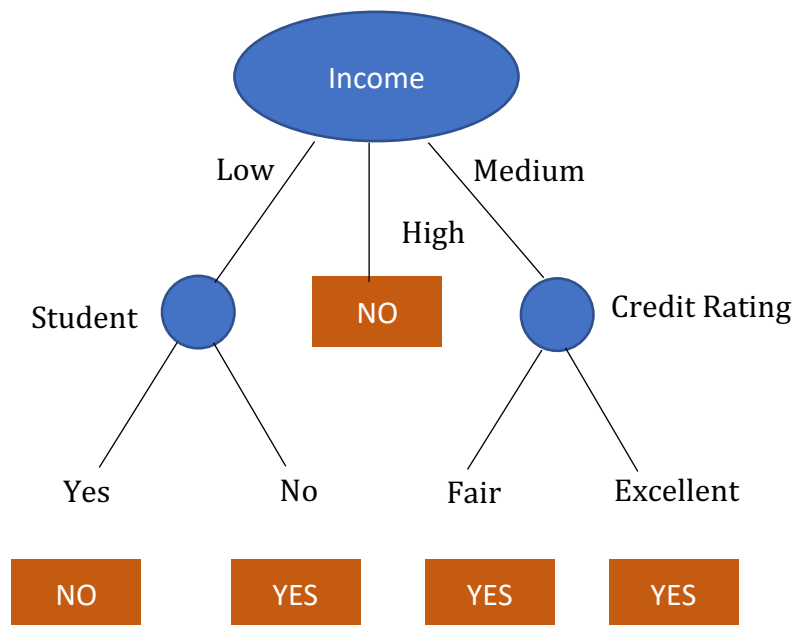 Income
Low
Medium
High
Student
NO
Credit Rating
Yes
No
Fair
Excellent
NO
YES
YES
YES